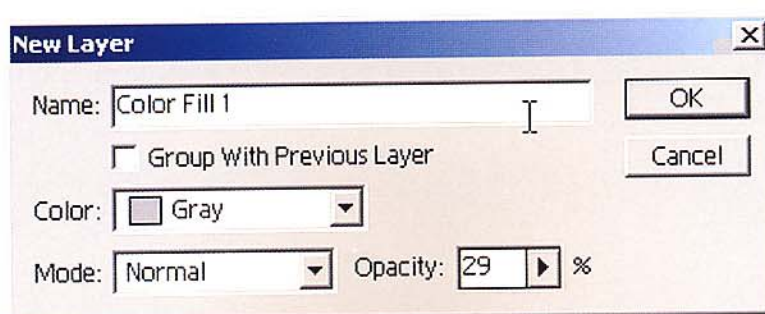 New Layer
Name: Color Fill 1
OK
Group With Previous Layer
Cancel
Color: Gray
Mode: Normal Opacity: 29 %